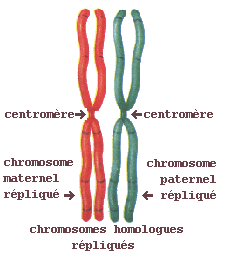 centromère
centromère
chromosome
maternel
répliqué
chromosome
paternel
répliqué
chromosomes homologues
répliqués